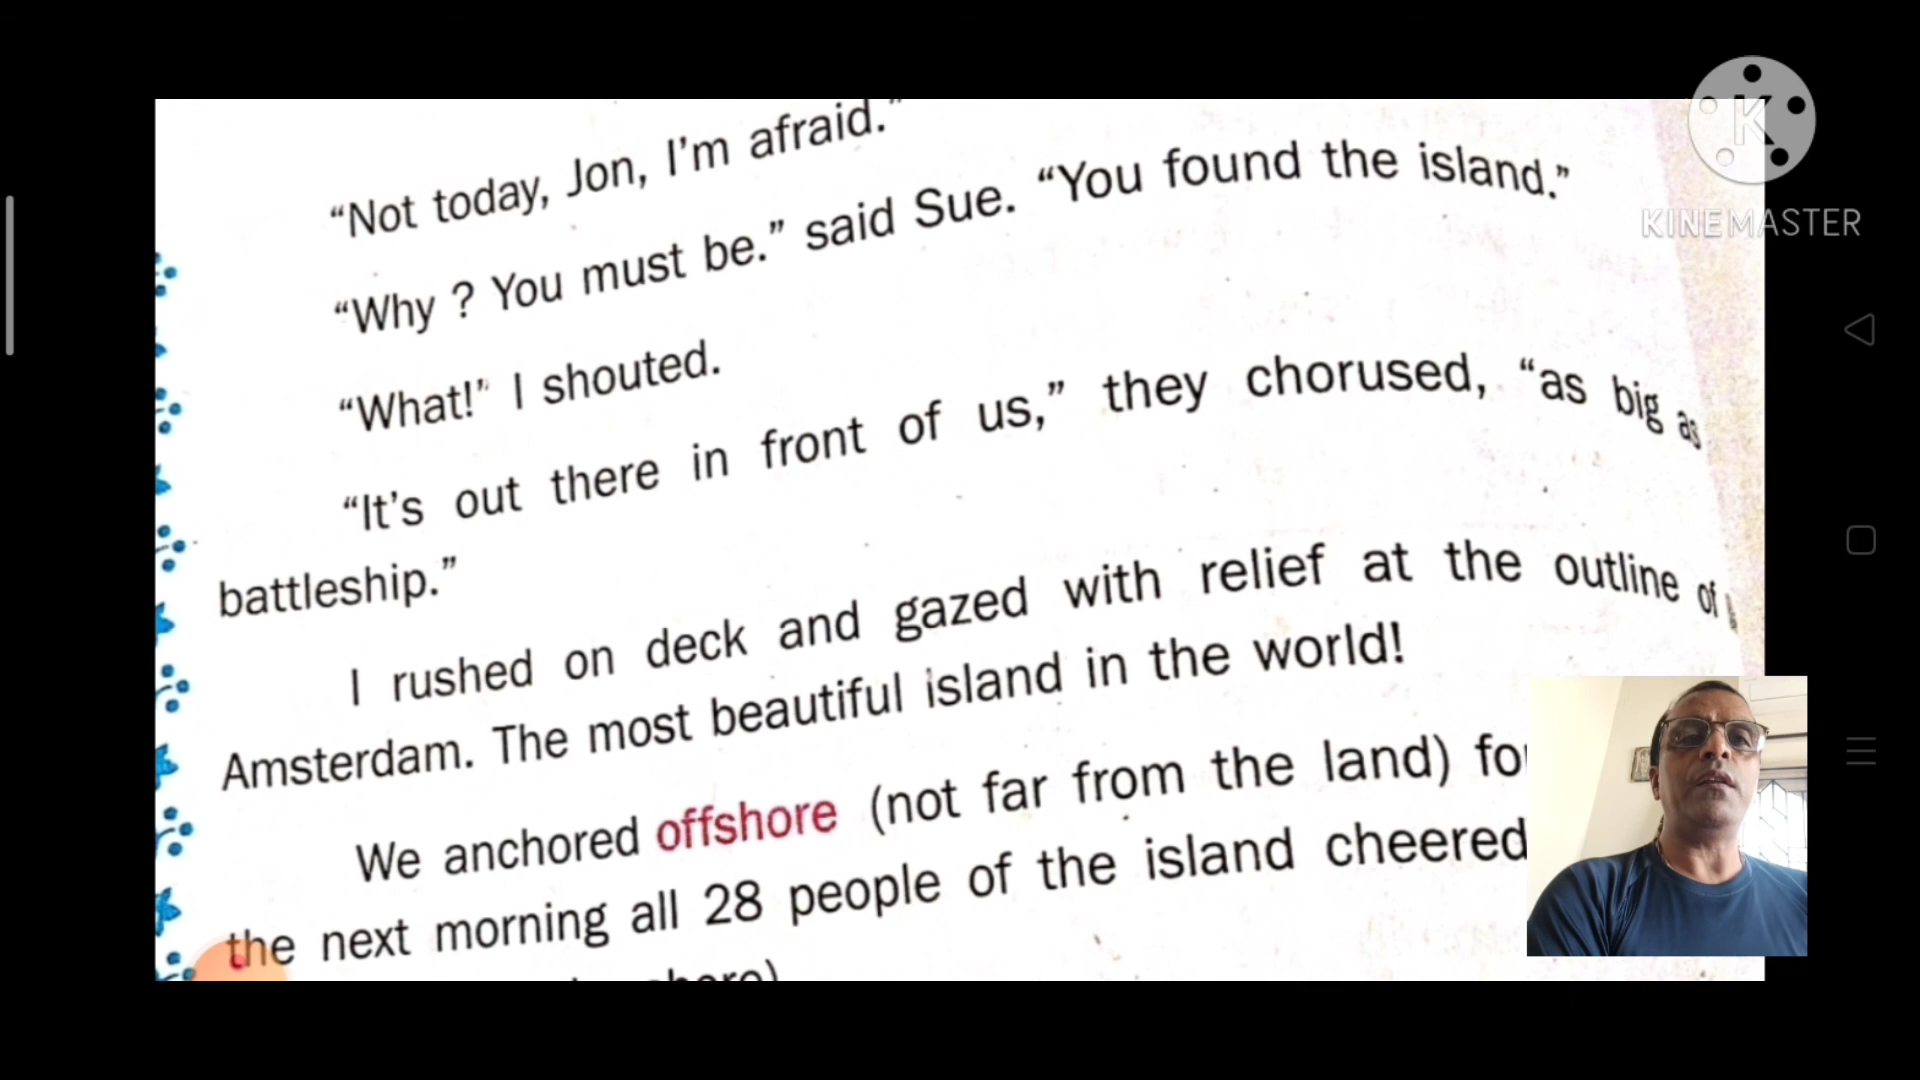 “Not today, Jon, I’m afraid.”
“Why ? You must be.” said Sue. “You found the island.”
“What!” I shouted.
“It’s out there in front of us,” they chorused, “as big as
battleship.”
I rushed on deck and gazed with relief at the outline of
Amsterdam. The most beautiful island in the world!
We anchored offshore (not far from the land)
the next morning all 28 people of the island cheered
KINEMASTER